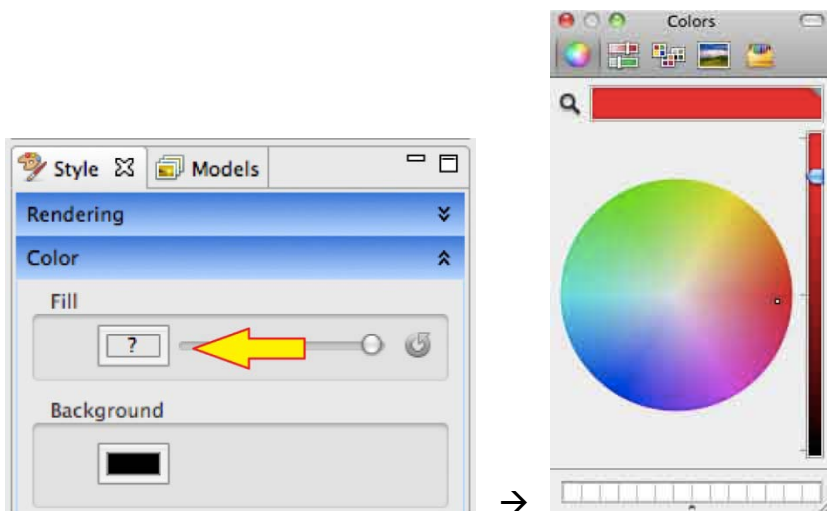 Colors
Style Models
Rendering
Color
Fill
?
Background
→